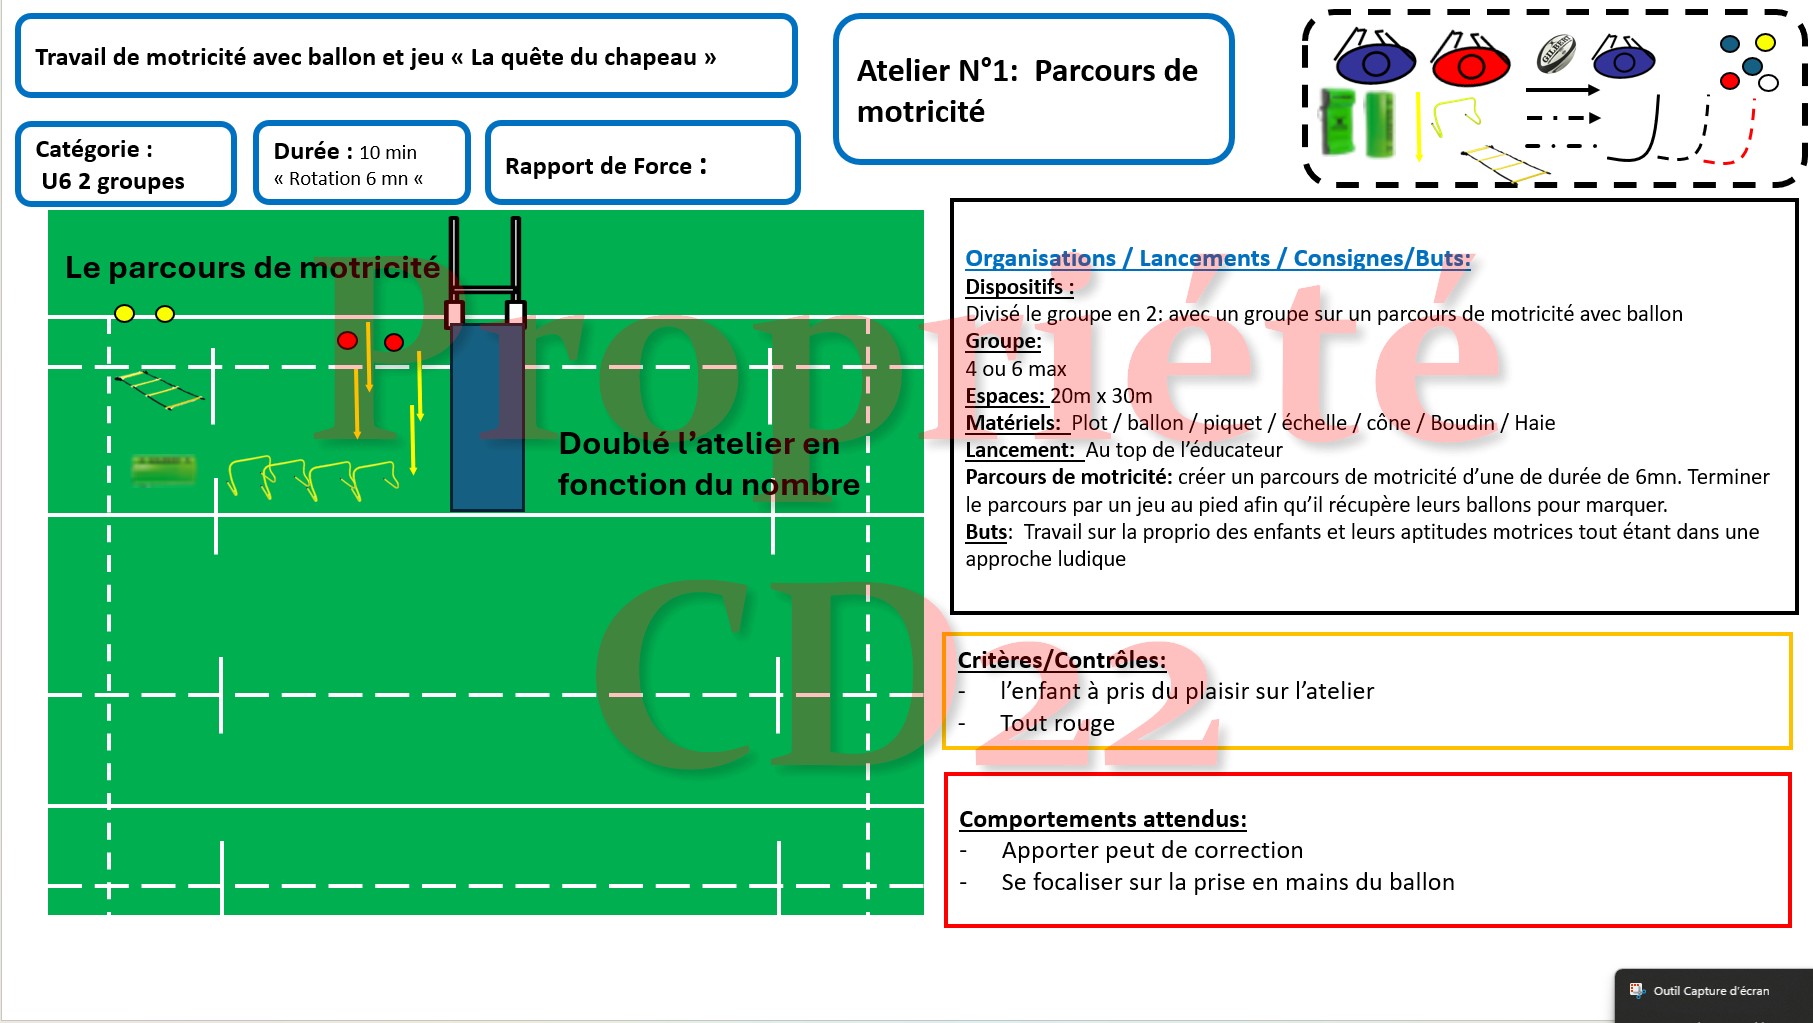 Travail de motricité avec ballon et jeu « La quête du chapeau »
Atelier N°1:  Parcours de
motricité
Catégorie :
U6 2 groupes
Durée : 10 min
« Rotation 6 mn «
Rapport de Force :
GILBERT
Le parcours de motricité
Doublé l’atelier en
fonction du nombre
Organisations / Lancements / Consignes/Buts:
Dispositifs :
Divisé le groupe en 2: avec un groupe sur un parcours de motricité avec ballon
Groupe:
4 ou 6 max
Espaces: 20m x 30m
Matériels:  Plot / ballon / piquet / échelle / cône / Boudin / Haie
Lancement:  Au top de l’éducateur
Parcours de motricité: créer un parcours de motricité d’une de durée de 6mn. Terminer
le parcours par un jeu au pied afin qu’il récupère leurs ballons pour marquer.
Buts:  Travail sur la proprio des enfants et leurs aptitudes motrices tout étant dans une
approche ludique
Critères/Contrôles:
- l’enfant à pris du plaisir sur l’atelier
- Tout rouge
Comportements attendus:
- Apporter peut de correction
- Se focaliser sur la prise en mains du ballon
Propriété
CD22
Outil Capture d’écran